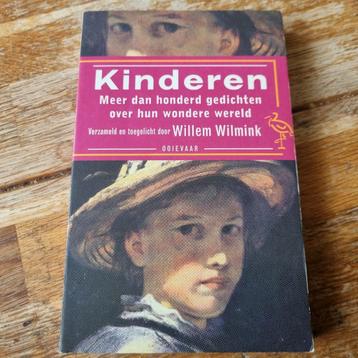 Kinderen
Meer dan honderd gedichten
over hun wondere wereld
Verzameld en toegelicht door Willem Wilmink
OOIEVAAR